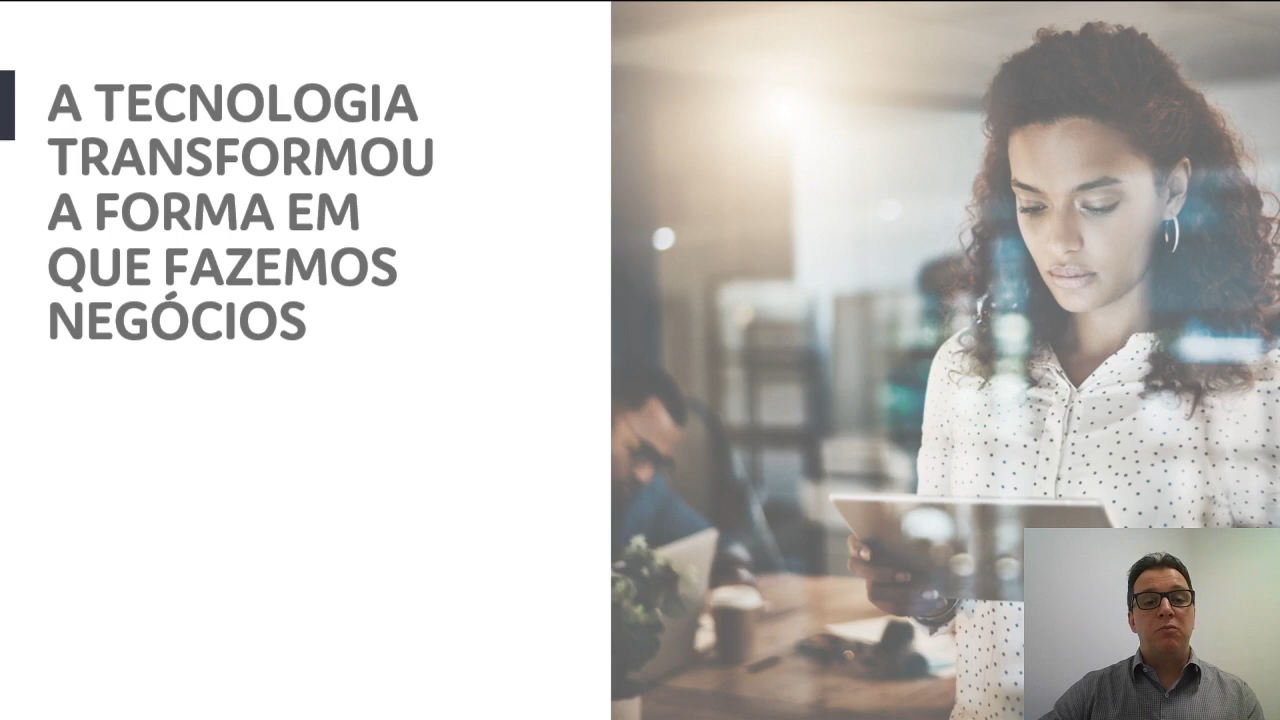 A TECNOLOGIA
TRANSFORMOU
A FORMA EM
QUE FAZEMOS
NEGÓCIOS